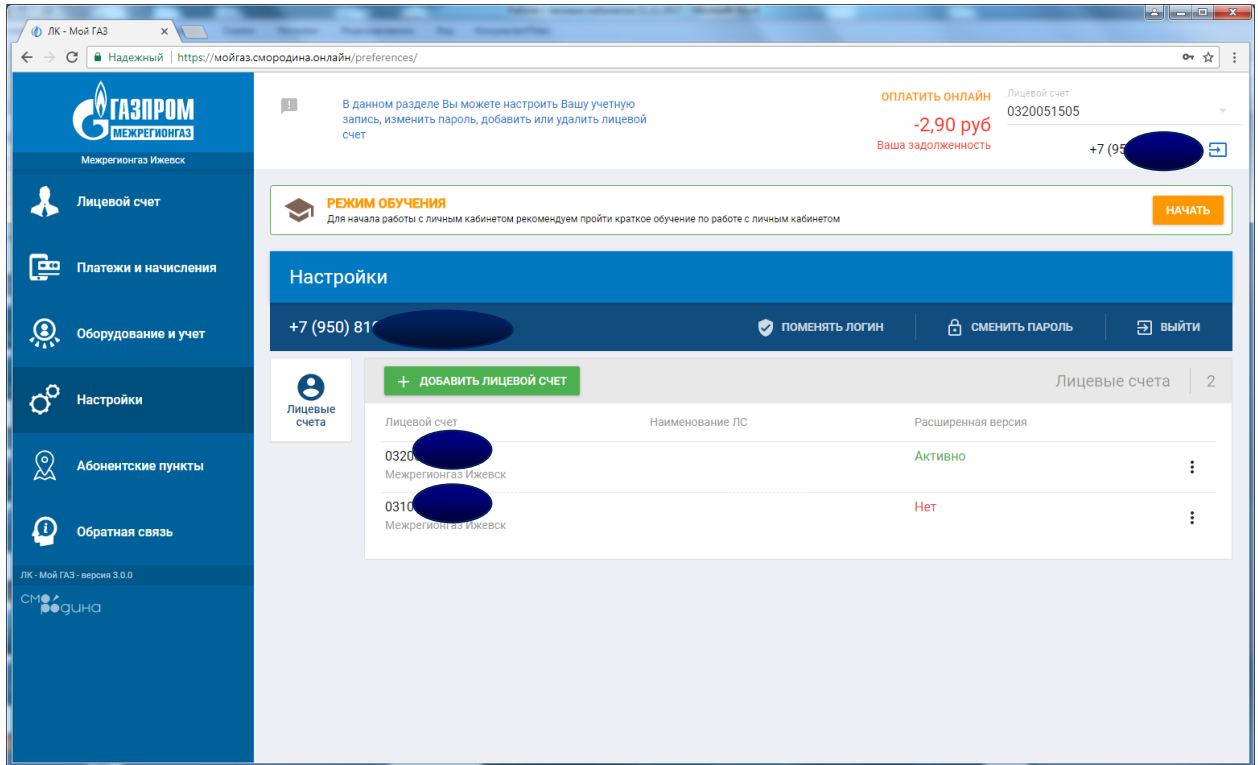 ЛК - Мой ГАЗ
Надежный | https://мойгаз.смородина.онлайн/preferences/
ГАЗПРОМ
МЕЖРЕГИОНГАЗ
Межрегионгаз Ижевск
В данном разделе Вы можете настроить Вашу учетную
запись, изменить пароль, добавить или удалить лицевой
счет
ОПЛАТИТЬ ОНЛАЙН
-2,90 руб
Ваша задолженность
Лицевой счет
0320051505
+7 (95
Лицевой счет
Платежи и начисления
Оборудование и учет
Настройки
Абонентские пункты
Обратная связь
ЛК - Мой ГАЗ - версия 3.0.0
смородина
РЕЖИМ ОБУЧЕНИЯ
Для начала работы с личным кабинетом рекомендуем пройти краткое обучение по работе с личным кабинетом
НАЧАТЬ
Настройки
+7 (950) 81
ПОМЕНЯТЬ ЛОГИН
СМЕНИТЬ ПАРОЛЬ
ВЫЙТИ
Лицевые
счета
+ ДОБАВИТЬ ЛИЦЕВОЙ СЧЕТ
Лицевые счета | 2
Лицевой счет Наименование ЛС Расширенная версия
0320 Активно
Межрегионгаз Ижевск
0310 Нет
Межрегионгаз Ижевск